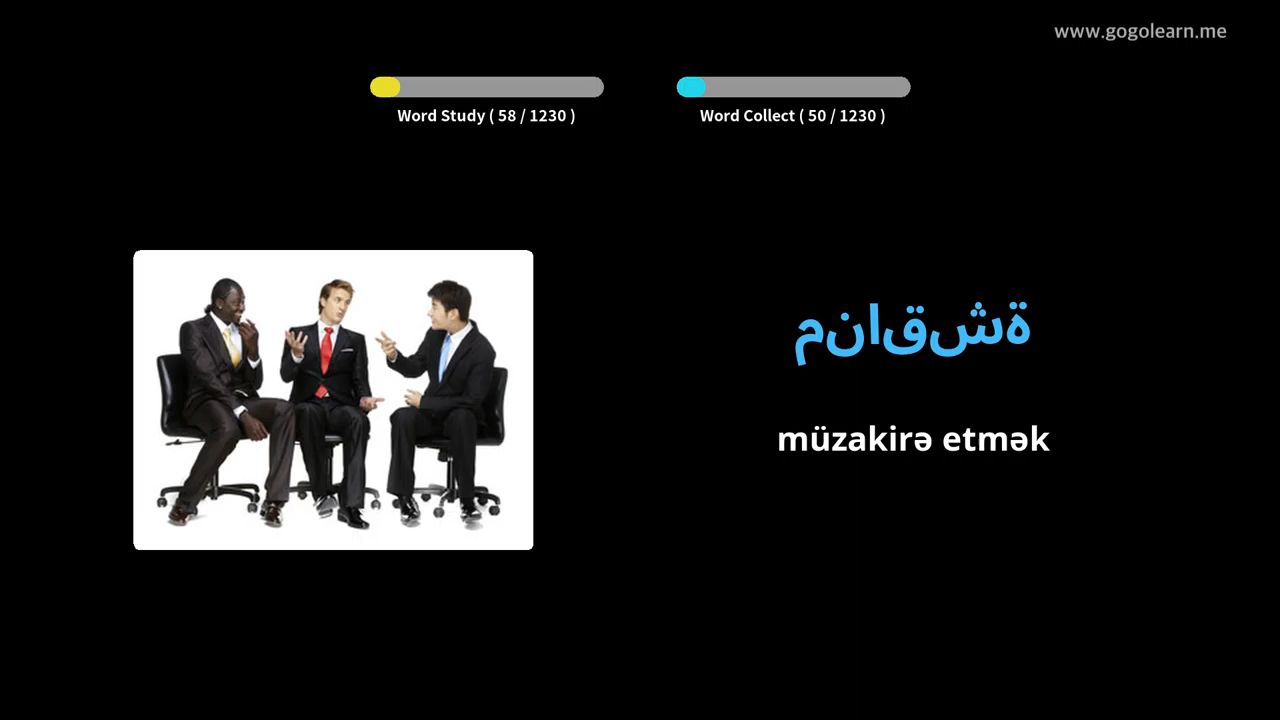 www.gogolearn.me
Word Study ( 58 / 1230 )
Word Collect ( 50 / 1230 )
مناقشة
müzakirə etmək